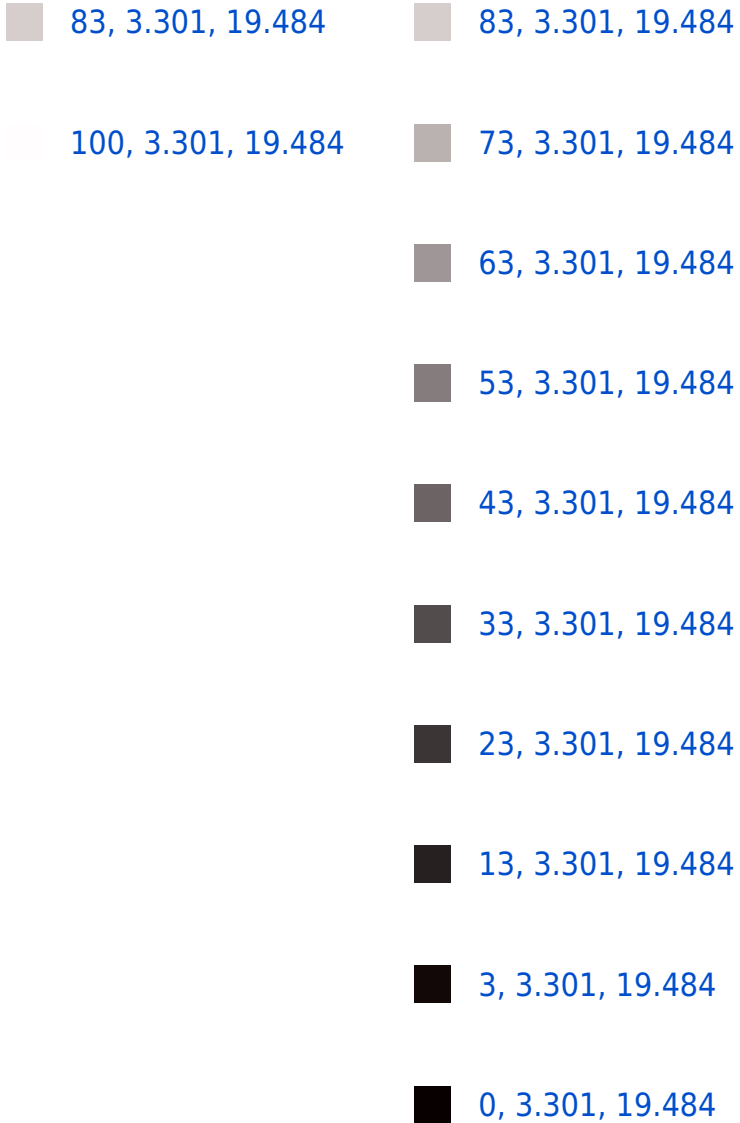 83, 3.301, 19.484
100, 3.301, 19.484
83, 3.301, 19.484
73, 3.301, 19.484
63, 3.301, 19.484
53, 3.301, 19.484
43, 3.301, 19.484
33, 3.301, 19.484
23, 3.301, 19.484
13, 3.301, 19.484
3, 3.301, 19.484
0, 3.301, 19.484